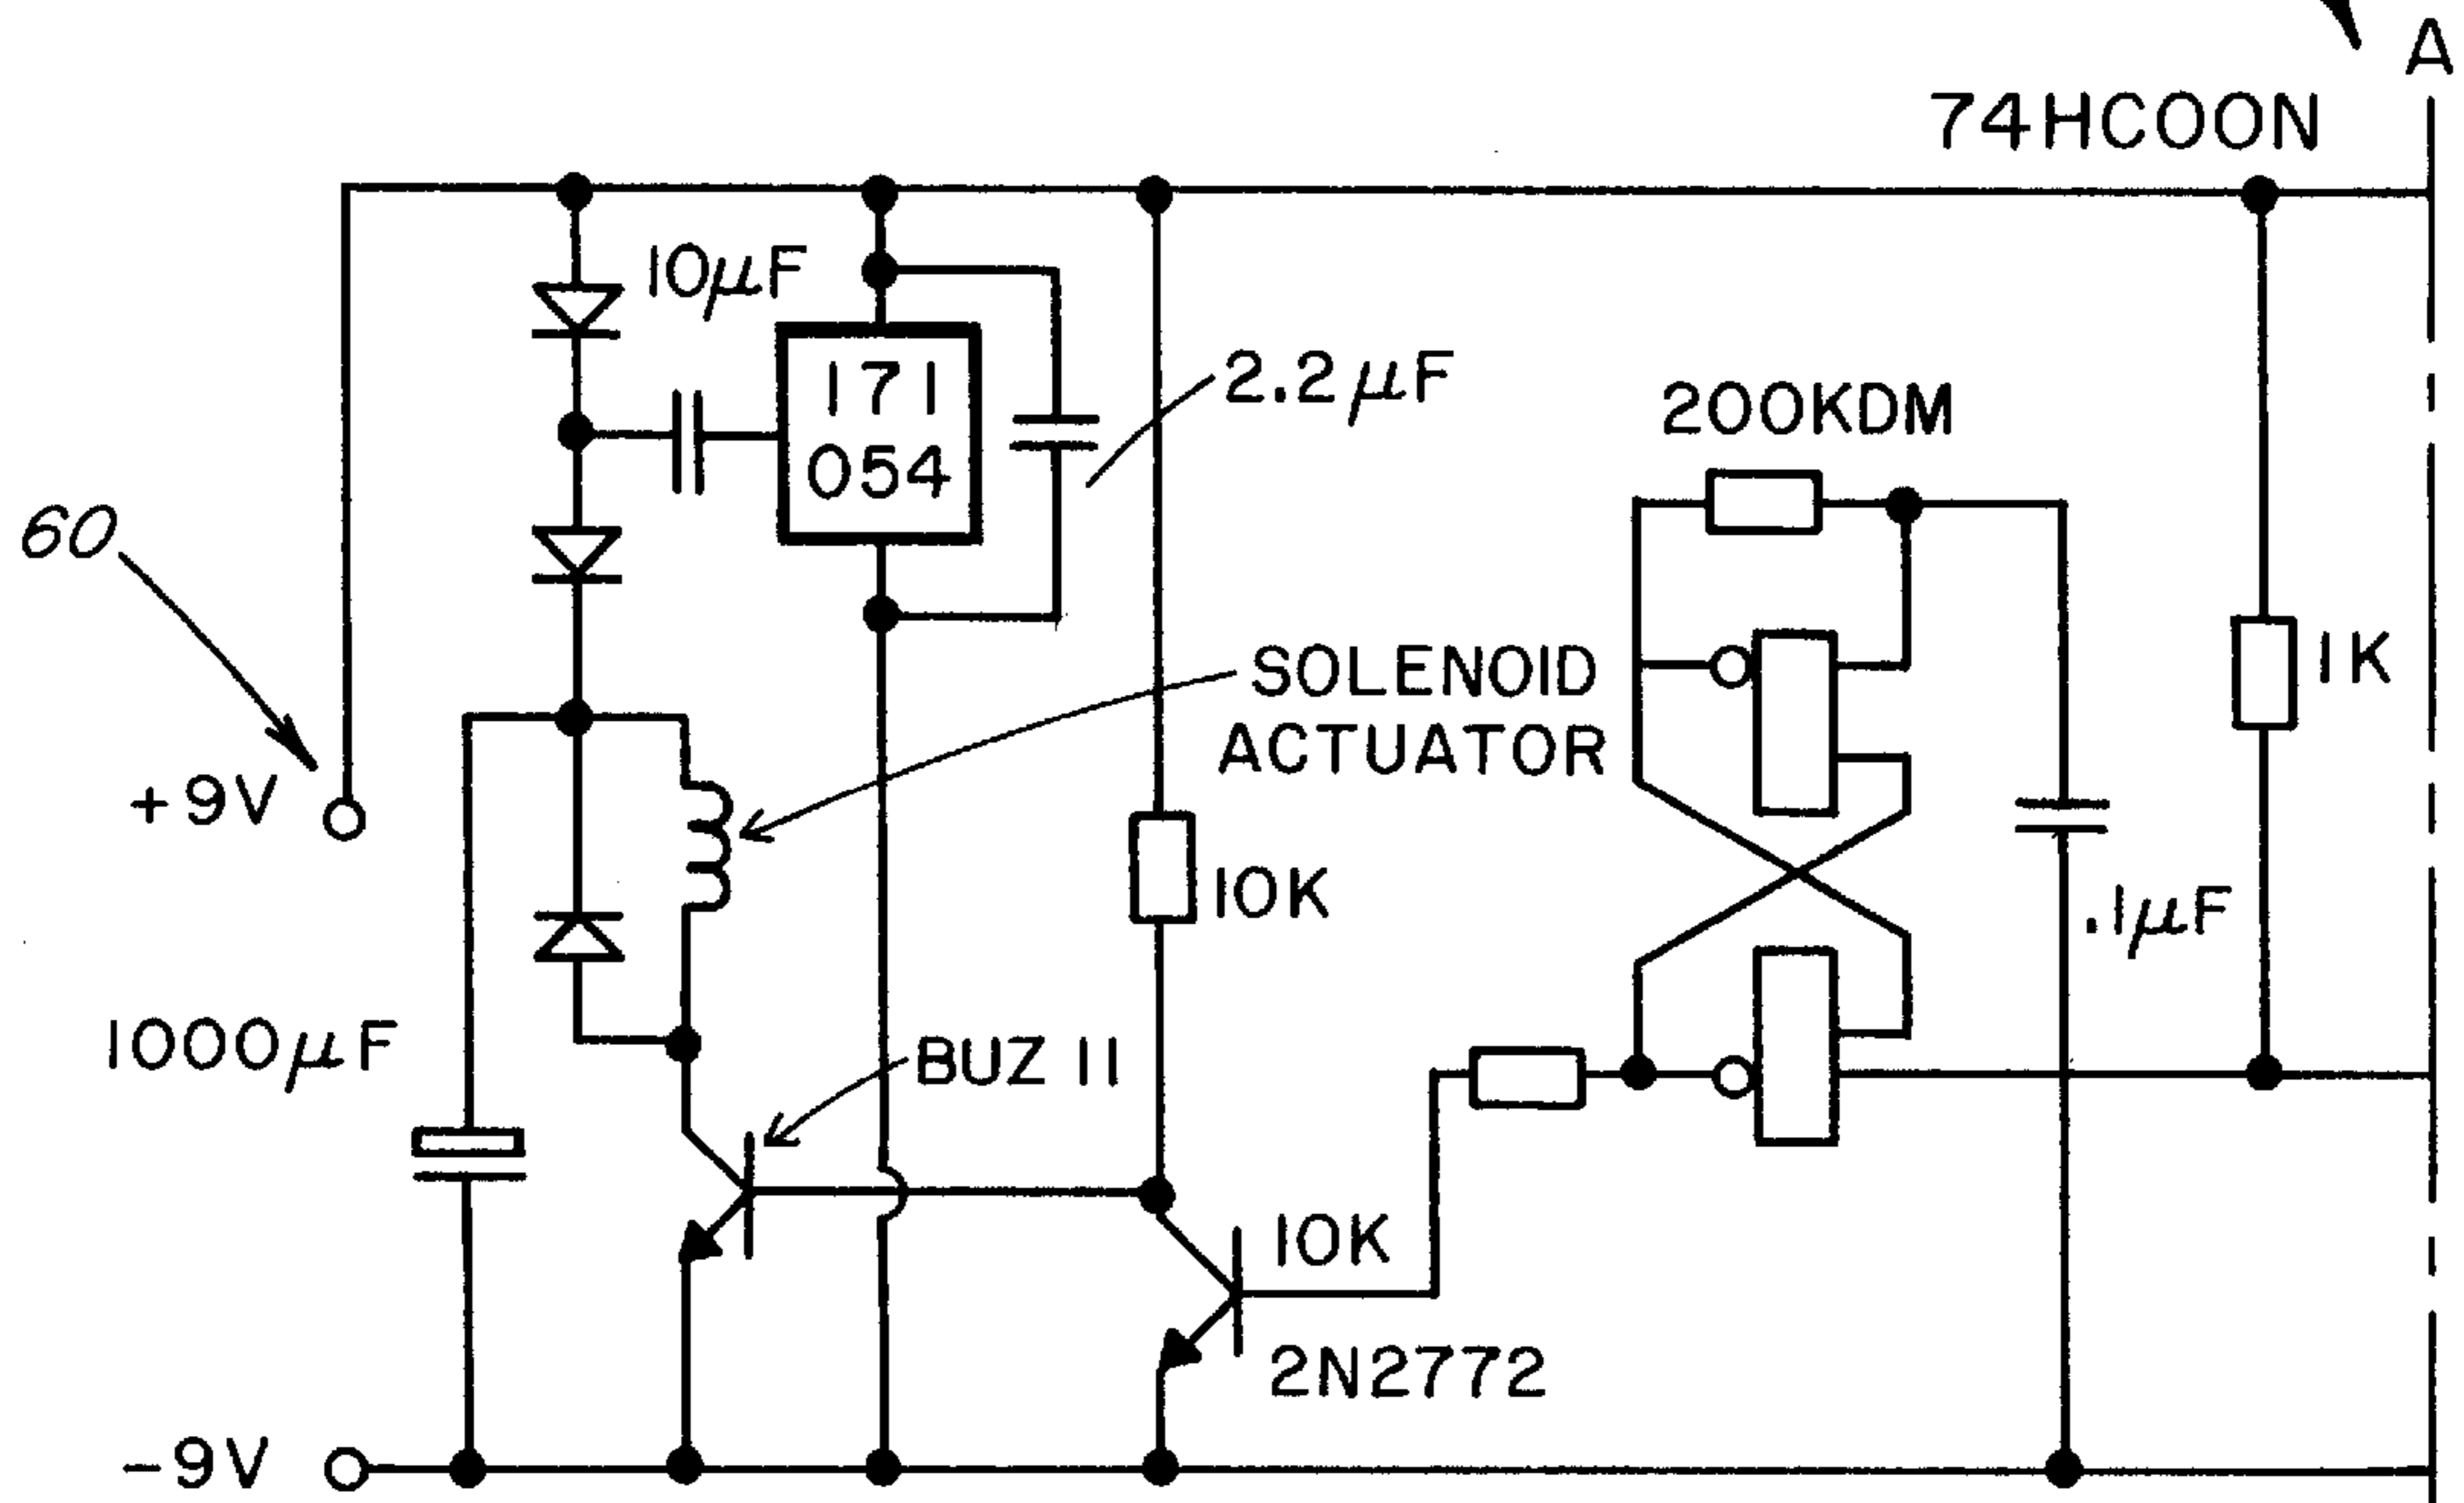 A
74HCOON
10µF
171
054
2.2µF
200KDM
60
SOLENOID
ACTUATOR
1K
+9V
10K
.1µF
1000µF
BUZ 11
10K
2N2772
-9V